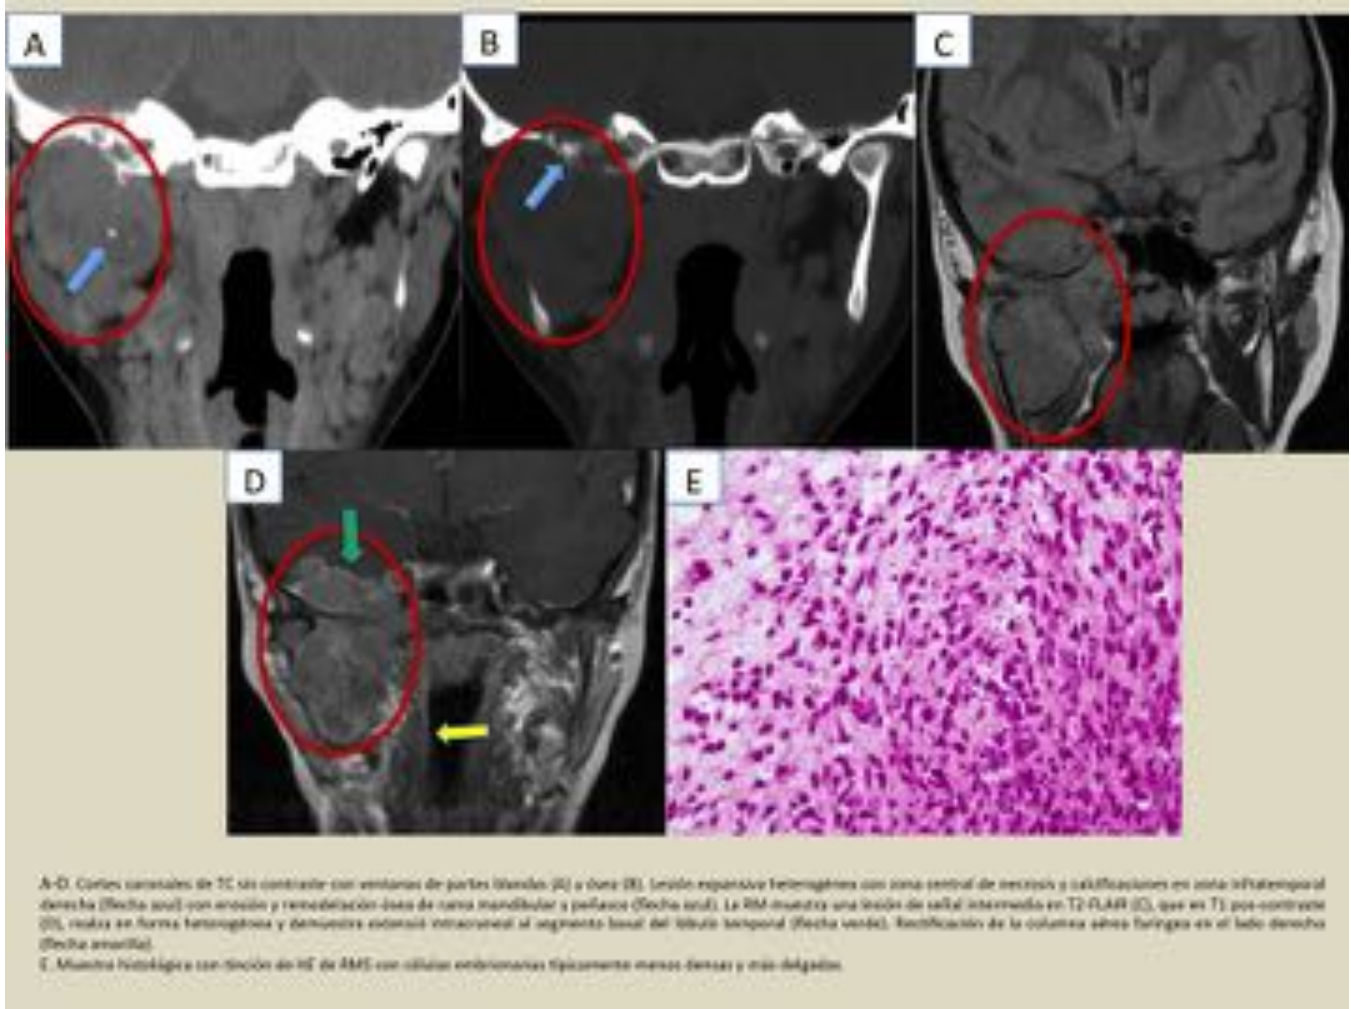 A
B
C
D
E
A-D. Cortes coronales de TC sin contraste con ventanas de partes blandas (A) y ósea (B). Lesión expansiva heterogénea con zona central de necrosis y calcificaciones en zona infratemporal
derecha (flecha azul) con erosión y remodelación ósea de rama mandibular y peñasco (flecha azul). La RM muestra una lesión de señal intermedia en T2-FLAIR (C), que en T1 pos-contraste
(D), realza en forma heterogénea y demuestra extensió intracraneal al segmento basal del lóbulo temporal (flecha verde). Rectificación de la columna aérea faríngea en el lado derecho
(flecha amarilla).
E. Muestra histológica con tinción de HE de RMS con células embrionarias típicamente menos densas y más delgadas.